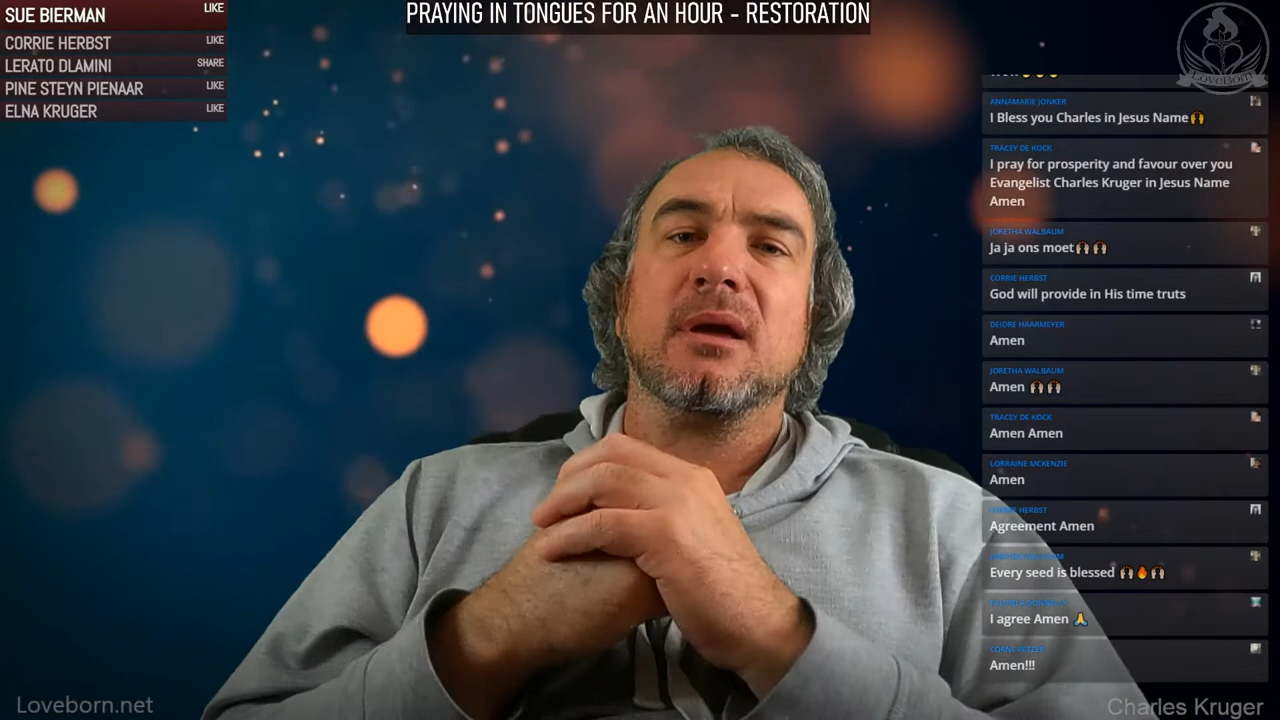 PRAYING IN TONGUES FOR AN HOUR - RESTORATION
SUE BIERMAN LIKE
CORRIE HERBST LIKE
LERATO DLAMINI SHARE
PINE STEYN PIENAAR LIKE
ELNA KRUGER LIKE
LoveBorn
ANNAMARIE JONKER
I Bless you Charles in Jesus Name🙌
TRACEY DE KOCK
I pray for prosperity and favour over you
Evangelist Charles Kruger in Jesus Name
Amen
JORETHA WALBAUM
Ja ja ons moet🙌🙌
CORRIE HERBST
God will provide in His time truts
DEIDRE HAARMEYER
Amen
JORETHA WALBAUM
Amen 🙌🙌
TRACEY DE KOCK
Amen Amen
LORRAINE MCKENZIE
Amen
HERBST
Agreement Amen
Every seed is blessed 🙌🔥🙌
I agree Amen 🙏
CORNE PETZER
Amen!!!
Loveborn.net
Charles Kruger